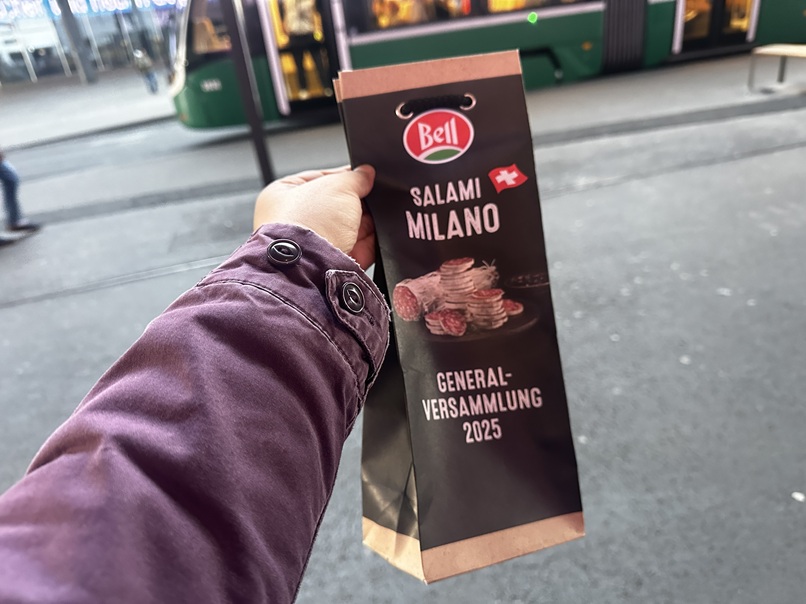 Bell
SALAMI
MILANO
GENERAL-
VERSAMMLUNG
2025